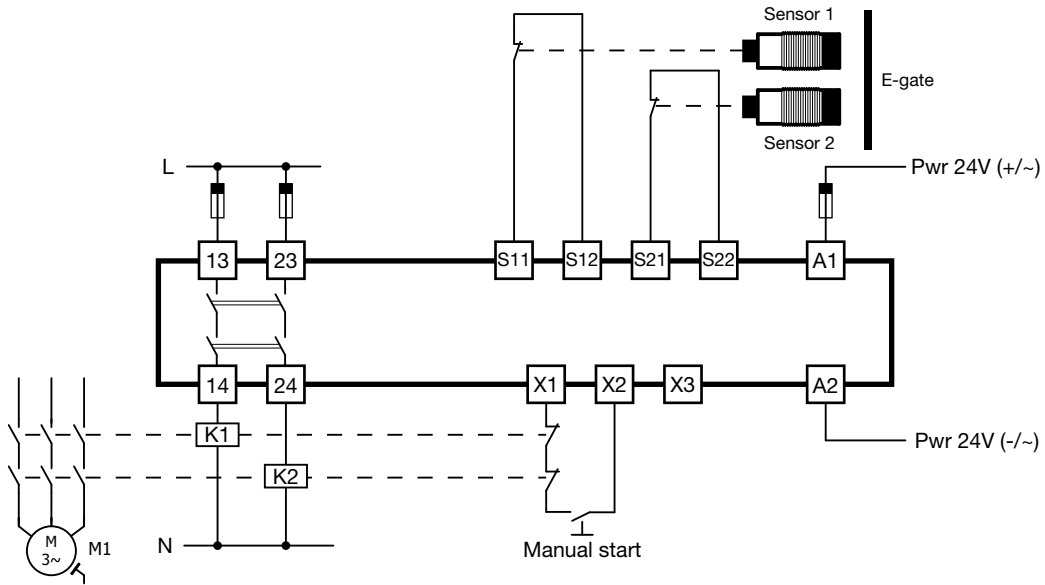 Sensor 1
E-gate
Sensor 2
L
Pwr 24V (+/~)
13 23 S11 S12 S21 S22 A1
14 24 X1 X2 X3 A2
K1
Pwr 24V (-/~)
K2
M
3~
M1
N
Manual start